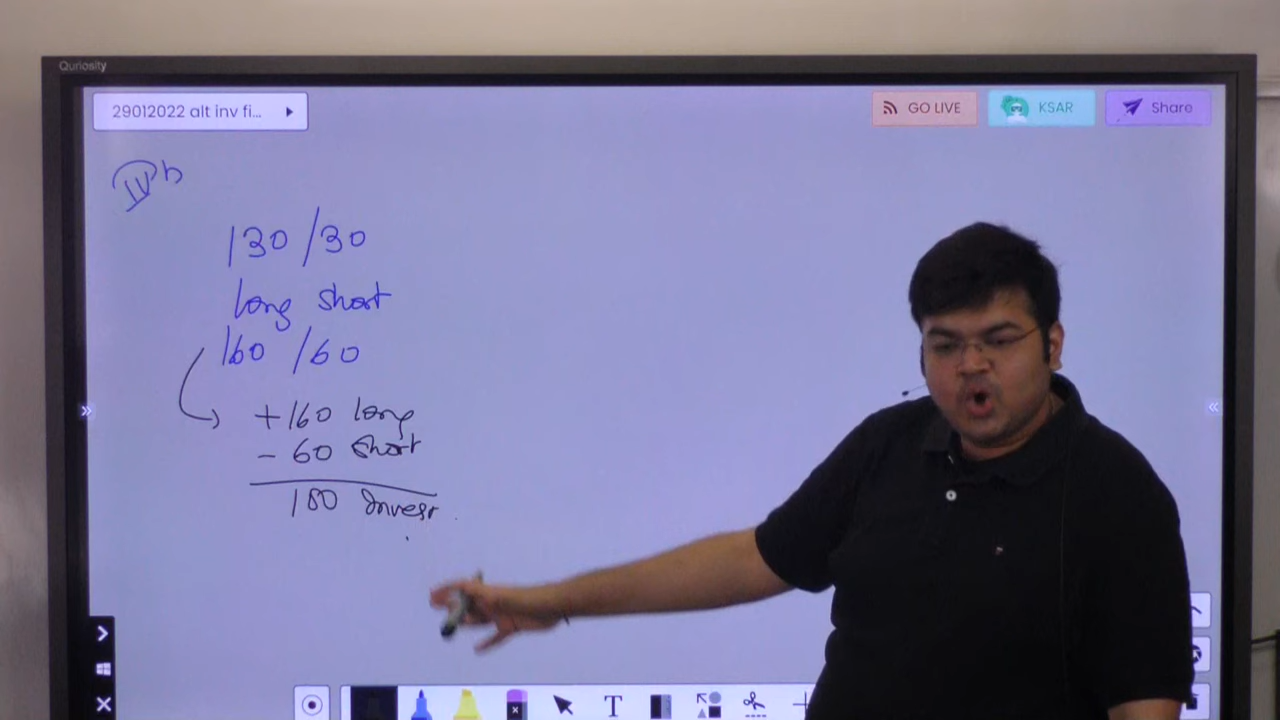 Quriosity
29012022 alt inv fi...
GO LIVE
KSAR
Share
IV b
130 / 30
long short
160 / 60
+160 long
- 60 short
100 Invest
T